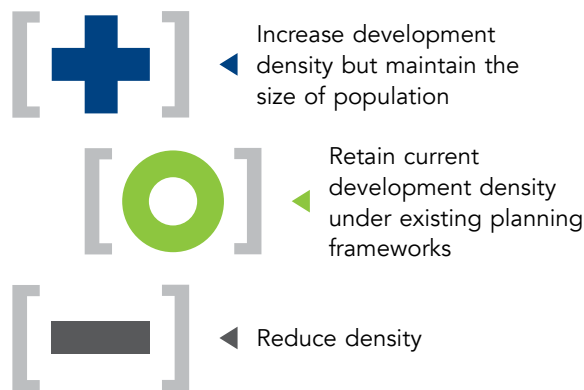 Increase development
density but maintain the
size of population
Retain current
development density
under existing planning
frameworks
Reduce density